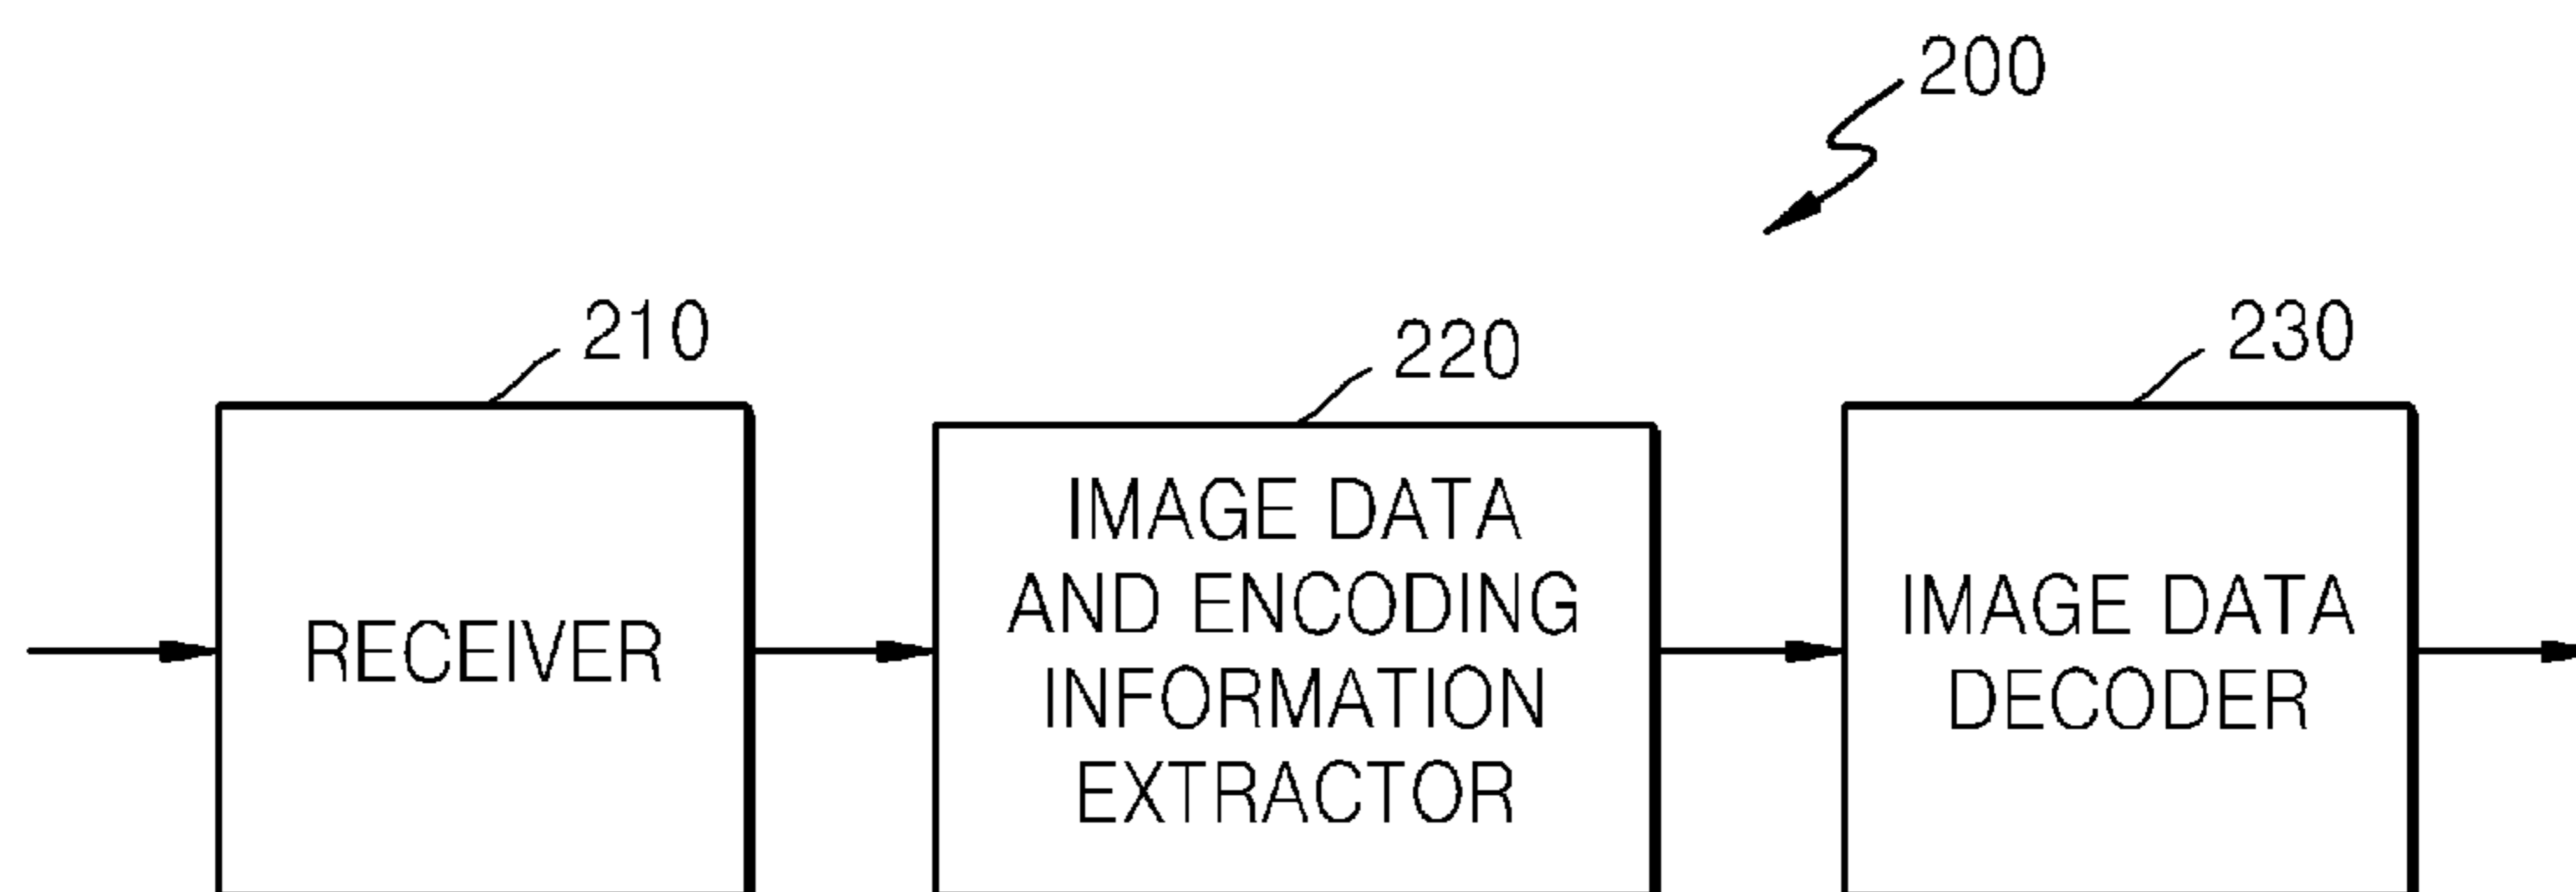 200
210
220
230
RECEIVER
IMAGE DATA
AND ENCODING
INFORMATION
EXTRACTOR
IMAGE DATA
DECODER